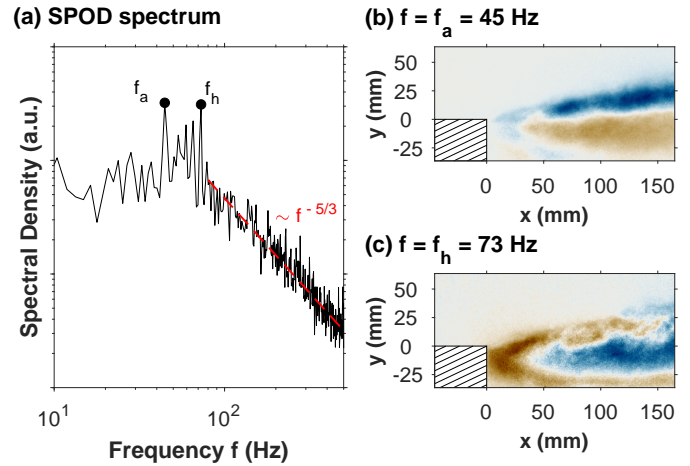 (a) SPOD spectrum
f_a
f_h
~ f^{-5/3}
Spectral Density (a.u.)
10^1
10^2
Frequency f (Hz)
(b) f = f_a = 45 Hz
50
25
0
-25
y (mm)
0 50 100 150
x (mm)
(c) f = f_h = 73 Hz
50
25
0
-25
y (mm)
0 50 100 150
x (mm)